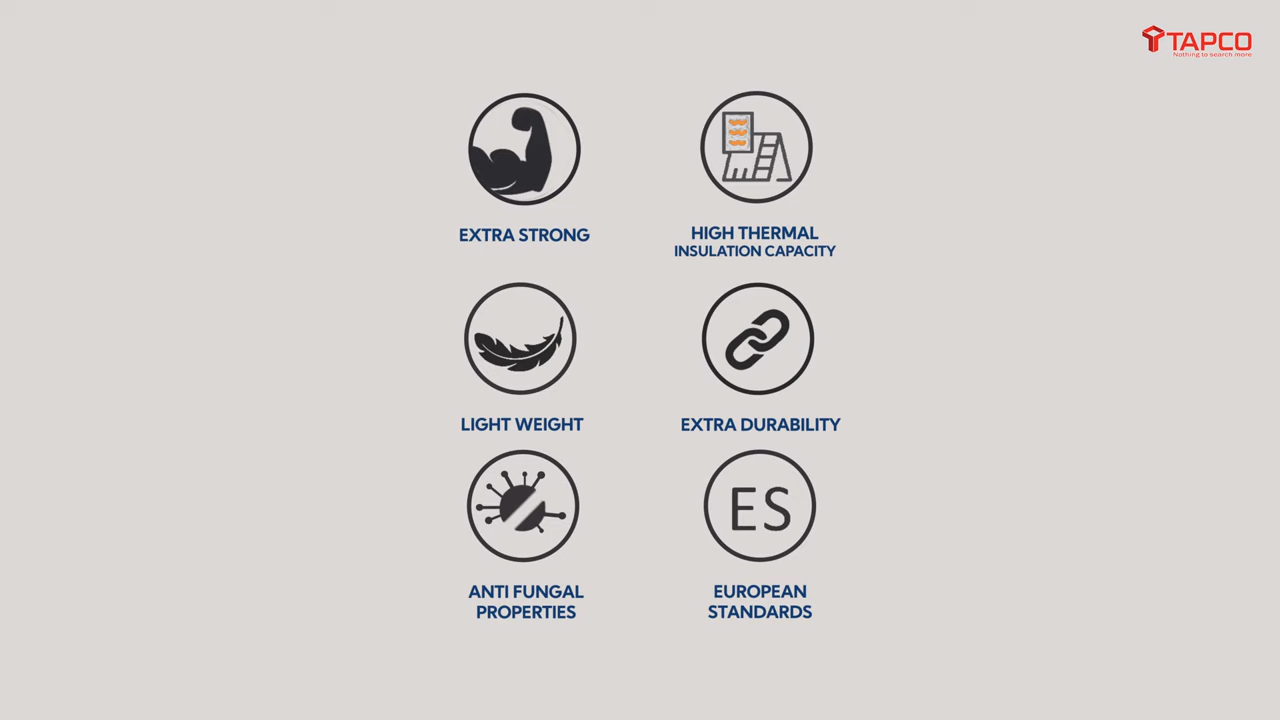 TAPCO
Nothing to search more
EXTRA STRONG
HIGH THERMAL
INSULATION CAPACITY
LIGHT WEIGHT
EXTRA DURABILITY
ES
ANTI FUNGAL
PROPERTIES
EUROPEAN
STANDARDS